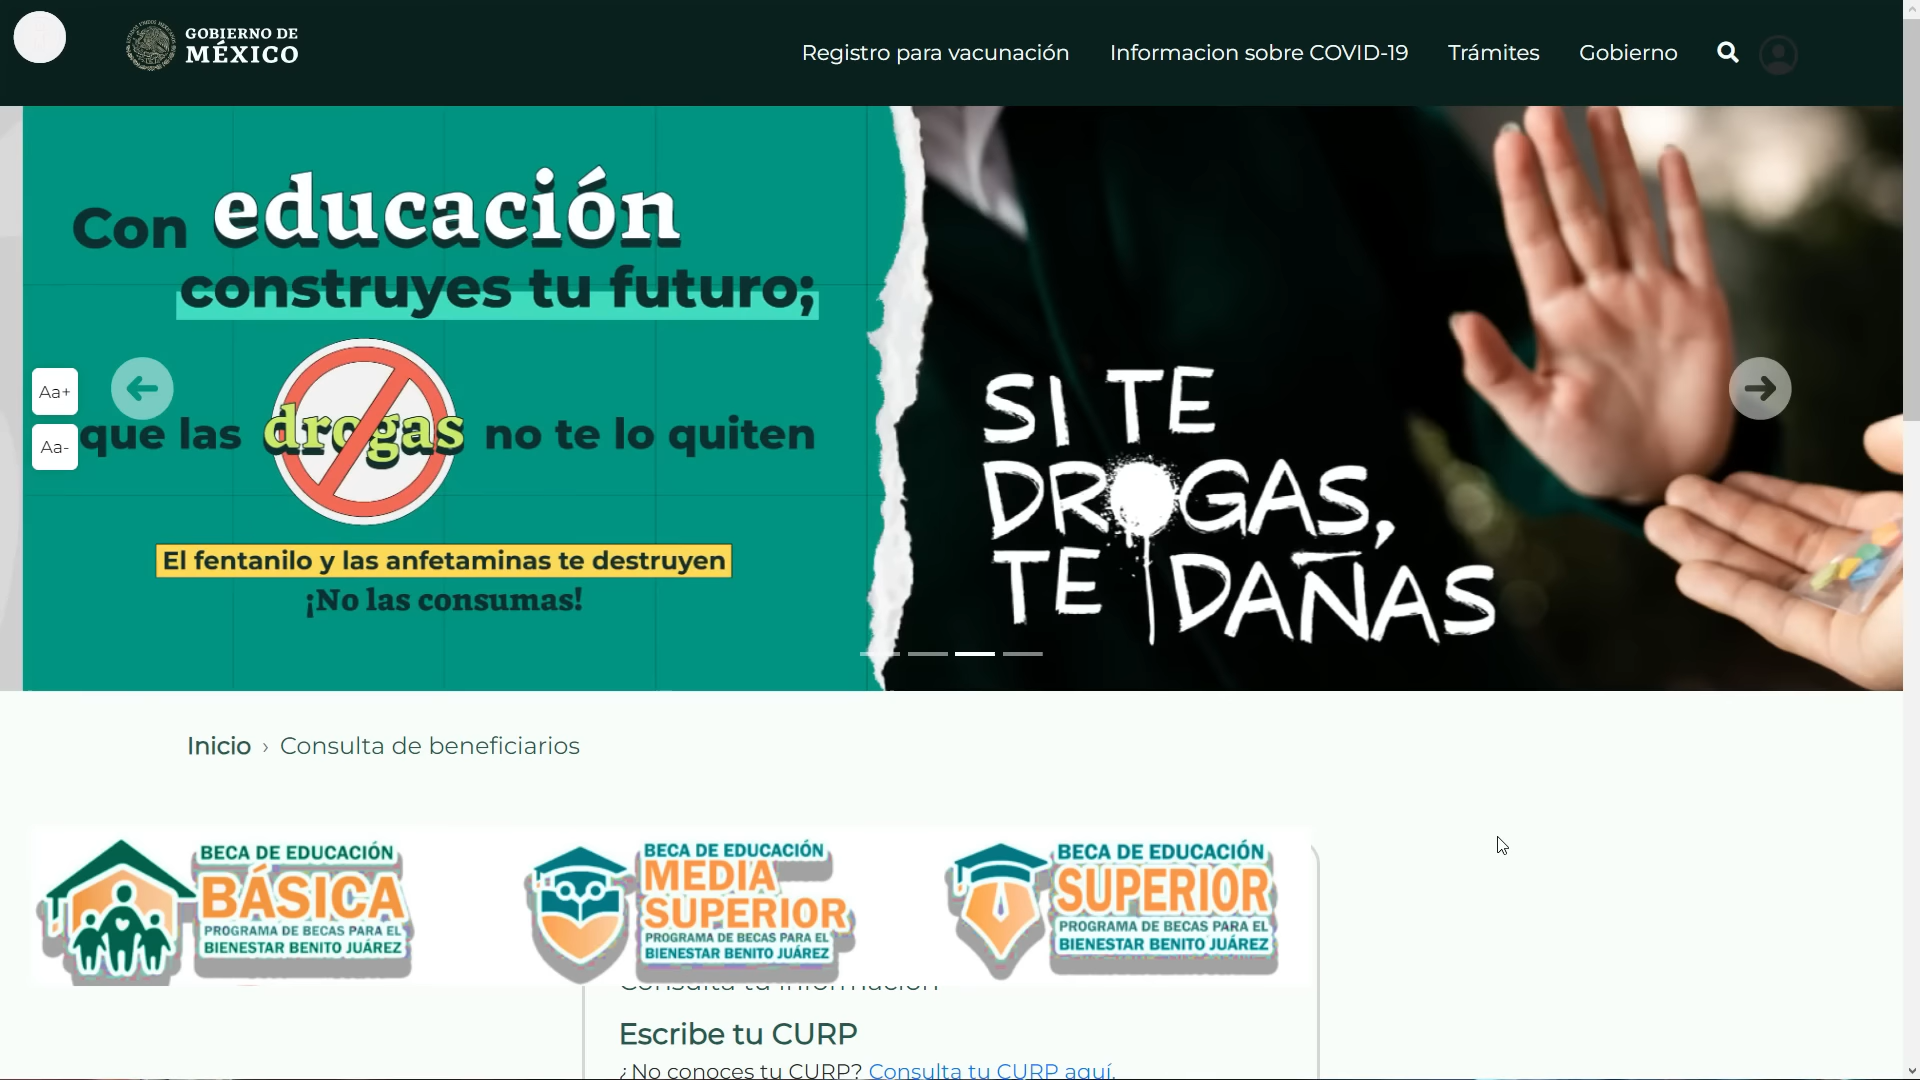 GOBIERNO DE
MÉXICO
Registro para vacunación
Informacion sobre COVID-19
Trámites
Gobierno
Con educación
construyes tu futuro;
que las drogas no te lo quiten
El fentanilo y las anfetaminas te destruyen
¡No las consumas!
SI TE
DROGAS,
TE DAÑAS
Aa+
Aa-
Inicio › Consulta de beneficiarios
BECA DE EDUCACIÓN
BÁSICA
PROGRAMA DE BECAS PARA EL
BIENESTAR BENITO JUÁREZ
BECA DE EDUCACIÓN
MEDIA
SUPERIOR
PROGRAMA DE BECAS PARA EL
BIENESTAR BENITO JUÁREZ
BECA DE EDUCACIÓN
SUPERIOR
PROGRAMA DE BECAS PARA EL
BIENESTAR BENITO JUÁREZ
Consulta tu información
Escribe tu CURP
¿No conoces tu CURP? Consulta tu CURP aquí.